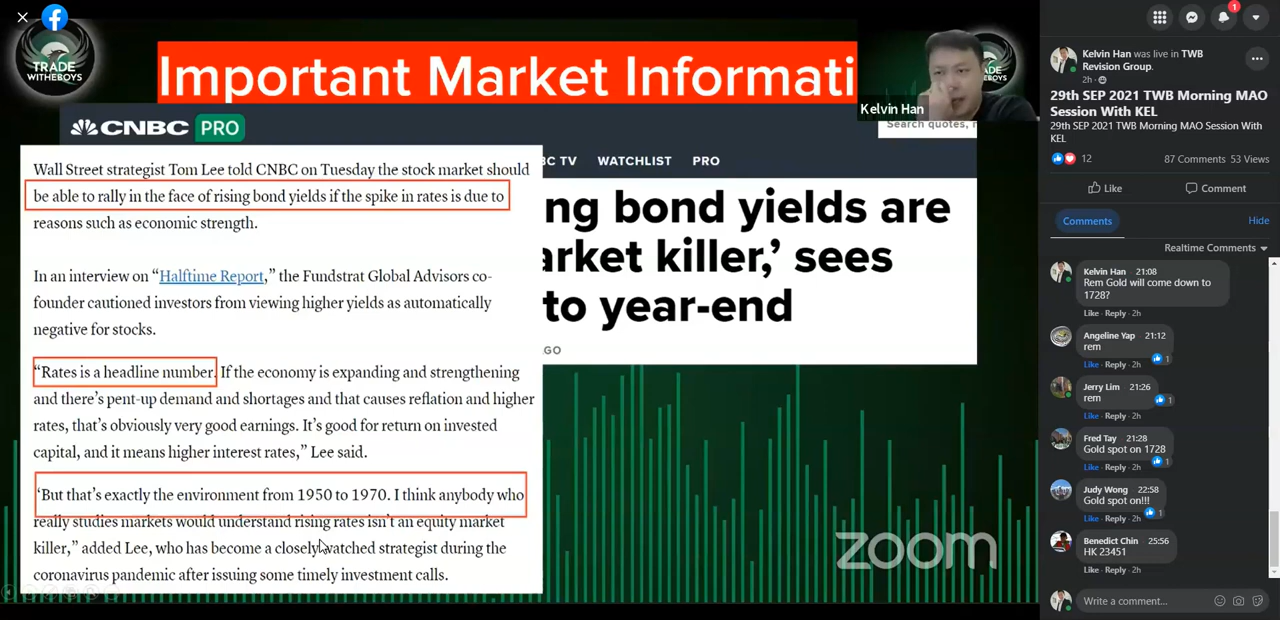 TRADE
WITHEBOYS
Important Market Informati
Kelvin Han
CNBC PRO
Search quotes,
TV WATCHLIST PRO
ng bond yields are
arket killer,’ sees
to year-end
GO
Wall Street strategist Tom Lee told CNBC on Tuesday the stock market should
be able to rally in the face of rising bond yields if the spike in rates is due to
reasons such as economic strength.
In an interview on “Halftime Report,” the Fundstrat Global Advisors co-
founder cautioned investors from viewing higher yields as automatically
negative for stocks.
“Rates is a headline number. If the economy is expanding and strengthening
and there’s pent-up demand and shortages and that causes reflation and higher
rates, that’s obviously very good earnings. It’s good for return on invested
capital, and it means higher interest rates,” Lee said.
‘But that’s exactly the environment from 1950 to 1970. I think anybody who
really studies markets would understand rising rates isn’t an equity market
killer,” added Lee, who has become a closely watched strategist during the
coronavirus pandemic after issuing some timely investment calls.
zoom
1
Kelvin Han was live in TWB
Revision Group.
2h
29th SEP 2021 TWB Morning MAO
Session With KEL
29th SEP 2021 TWB Morning MAO Session With
KEL
12 87 Comments 53 Views
Like Comment
Comments Hide
Realtime Comments
Kelvin Han 21:08
Rem Gold will come down to
1728?
Like · Reply · 2h
Angeline Yap 21:12
rem
1
Like · Reply · 2h
Jerry Lim 21:26
rem
1
Like · Reply · 2h
Fred Tay 21:28
Gold spot on 1728
1
Like · Reply · 2h
Judy Wong 22:58
Gold spot on!!!
1
Like · Reply · 2h
Benedict Chin 25:56
HK 23451
Like · Reply · 2h
Write a comment...